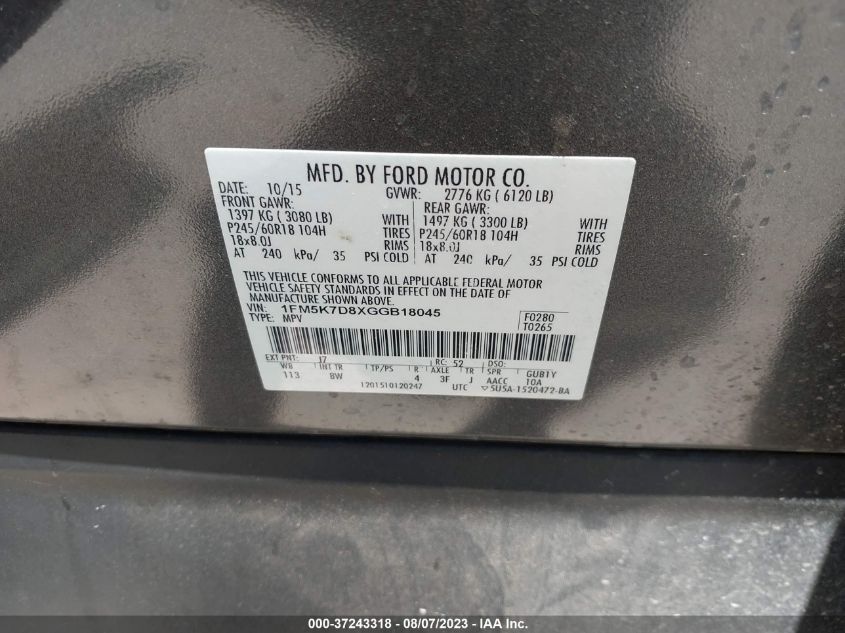 MFD. BY FORD MOTOR CO.
DATE: 10/15 GVWR: 2776 KG ( 6120 LB)
FRONT GAWR: REAR GAWR:
1397 KG ( 3080 LB) WITH 1497 KG ( 3300 LB) WITH
P245/60R18 104H TIRES P245/60R18 104H TIRES
18x8.0J RIMS 18x8.0J RIMS
AT 240 kPa/ 35 PSI COLD AT 240 kPa/ 35 PSI COLD
THIS VEHICLE CONFORMS TO ALL APPLICABLE FEDERAL MOTOR
VEHICLE SAFETY STANDARDS IN EFFECT ON THE DATE OF
MANUFACTURE SHOWN ABOVE.
VIN: 1FM5K7D8XGGB18045 F0280
TYPE: MPV T0265
EXT PNT: J7 RC: 52 DSO:
WB INT TR TP/PS R AXLE TR SPR GUBTY
113 BW 4 3F J AACC 10A
1201510120247 UTC ▽5U5A-1520472-BA
000-37243318 - 08/07/2023 - IAA Inc.